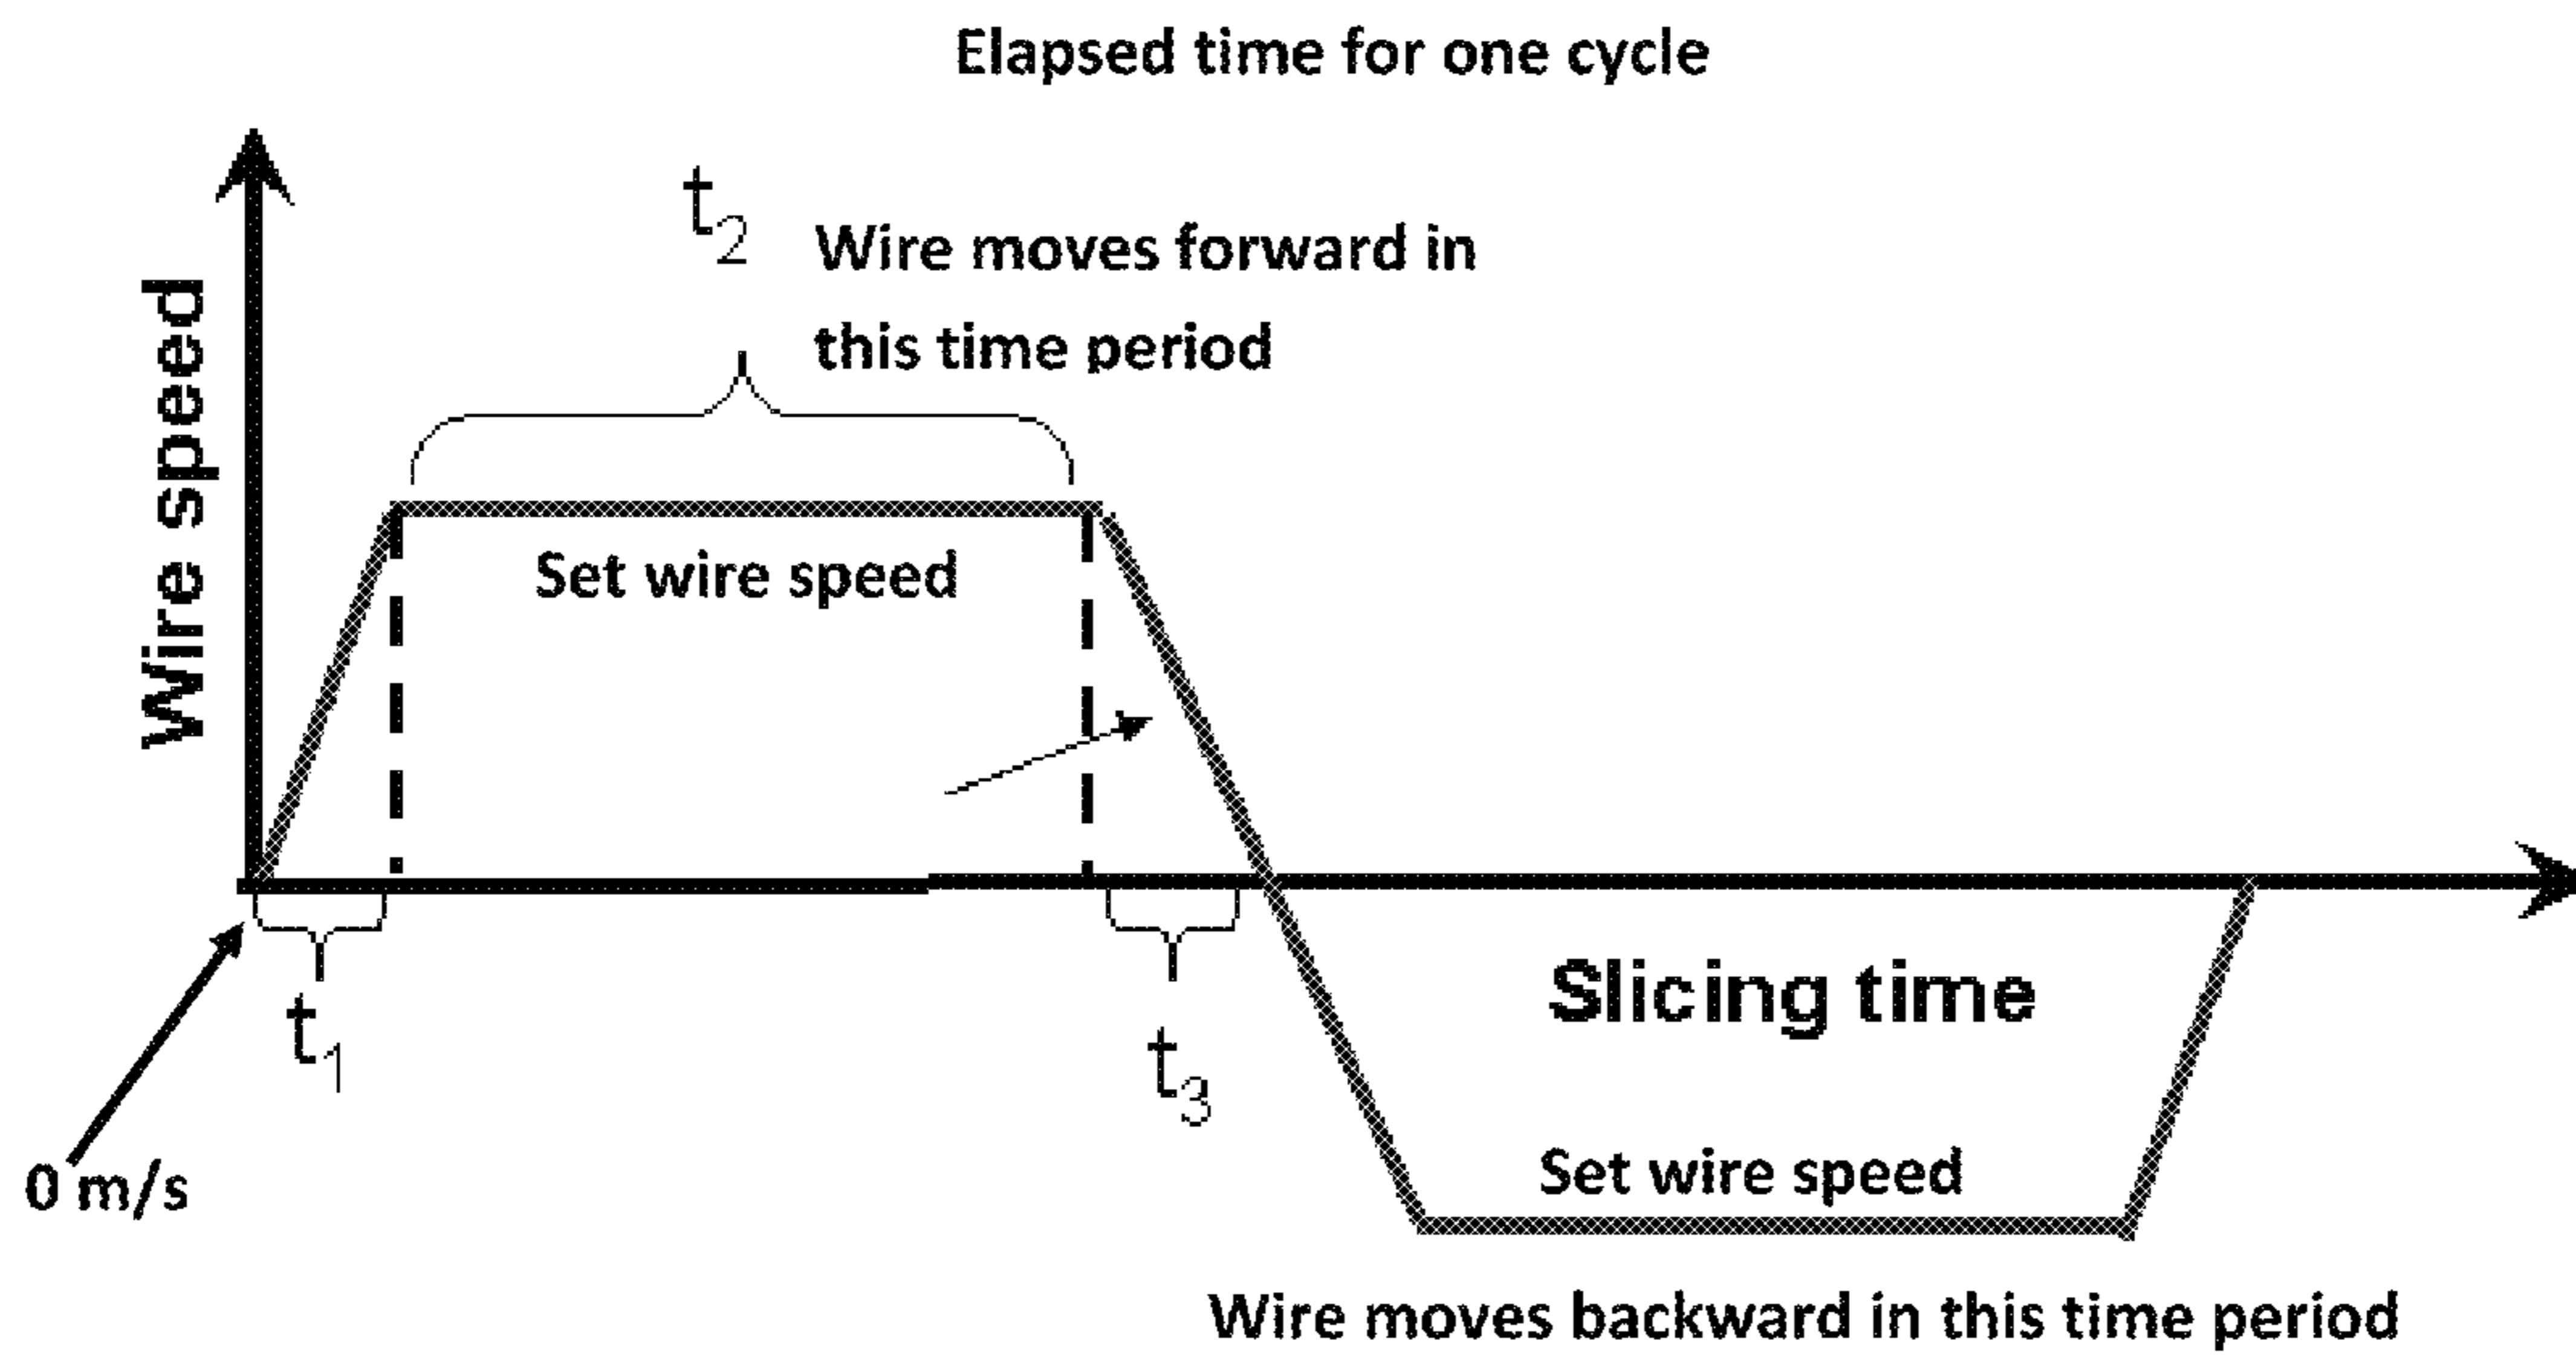 Elapsed time for one cycle
t2
Wire moves forward in
this time period
Wire speed
Set wire speed
t1
t3
0 m/s
Slicing time
Set wire speed
Wire moves backward in this time period